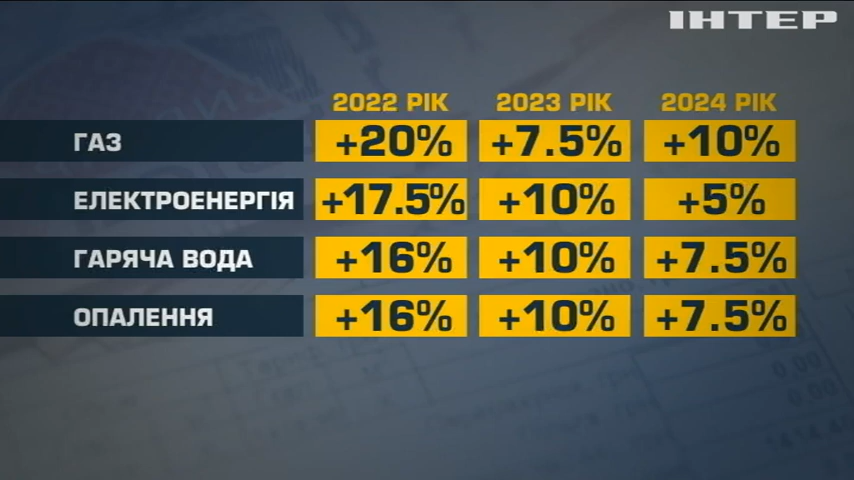 ІНТЕР
2022 РІК 2023 РІК 2024 РІК
ГАЗ +20% +7.5% +10%
ЕЛЕКТРОЕНЕРГІЯ +17.5% +10% +5%
ГАРЯЧА ВОДА +16% +10% +7.5%
ОПАЛЕННЯ +16% +10% +7.5%